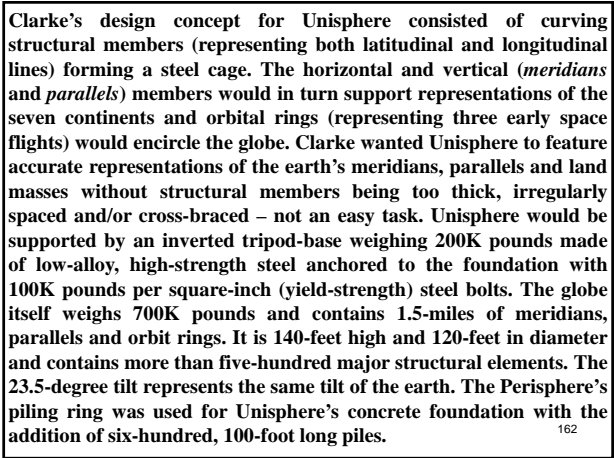 Clarke’s design concept for Unisphere consisted of curving
structural members (representing both latitudinal and longitudinal
lines) forming a steel cage. The horizontal and vertical (meridians
and parallels) members would in turn support representations of the
seven continents and orbital rings (representing three early space
flights) would encircle the globe. Clarke wanted Unisphere to feature
accurate representations of the earth’s meridians, parallels and land
masses without structural members being too thick, irregularly
spaced and/or cross-braced – not an easy task. Unisphere would be
supported by an inverted tripod-base weighing 200K pounds made
of low-alloy, high-strength steel anchored to the foundation with
100K pounds per square-inch (yield-strength) steel bolts. The globe
itself weighs 700K pounds and contains 1.5-miles of meridians,
parallels and orbit rings. It is 140-feet high and 120-feet in diameter
and contains more than five-hundred major structural elements. The
23.5-degree tilt represents the same tilt of the earth. The Perisphere’s
piling ring was used for Unisphere’s concrete foundation with the
addition of six-hundred, 100-foot long piles.
162